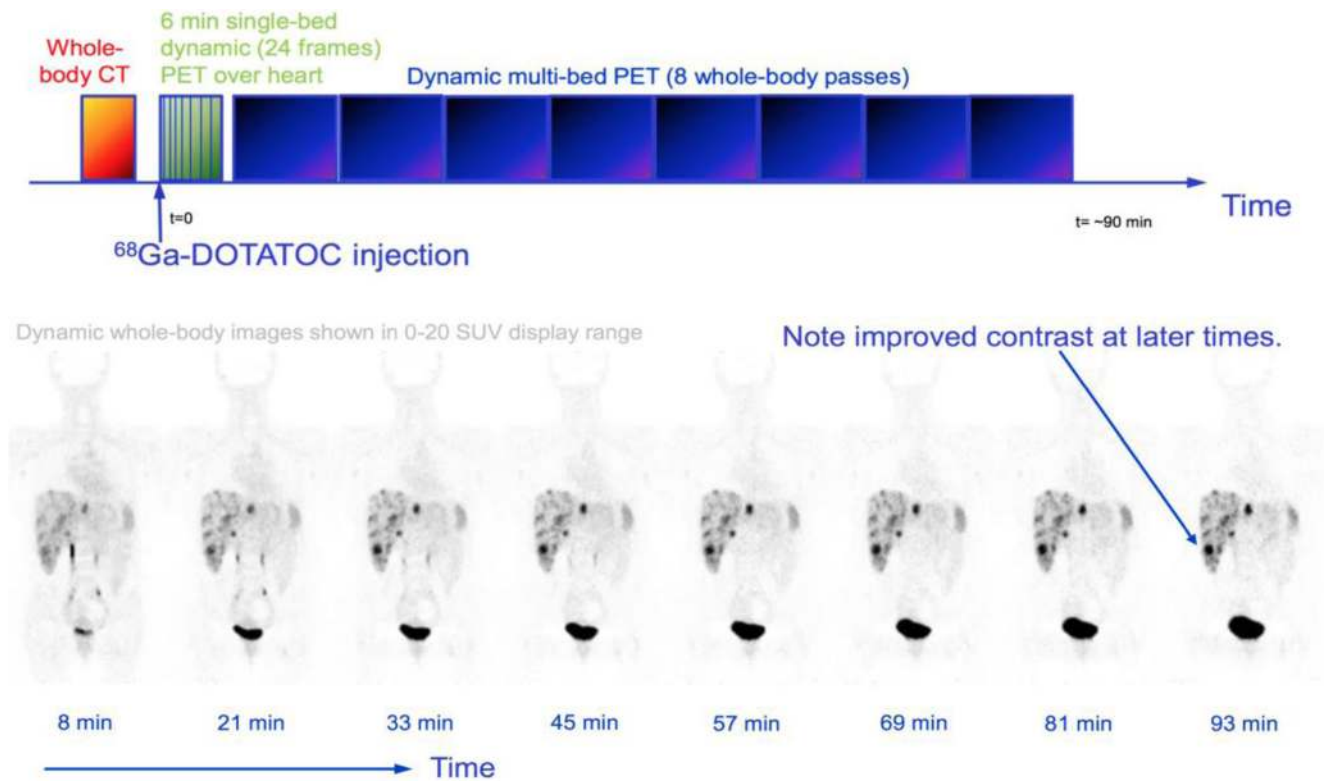 Whole-
body CT
6 min single-bed
dynamic (24 frames)
PET over heart
Dynamic multi-bed PET (8 whole-body passes)
t=0
t= ~90 min
Time
⁶⁸Ga-DOTATOC injection
Dynamic whole-body images shown in 0-20 SUV display range
Note improved contrast at later times.
8 min
21 min
33 min
45 min
57 min
69 min
81 min
93 min
Time